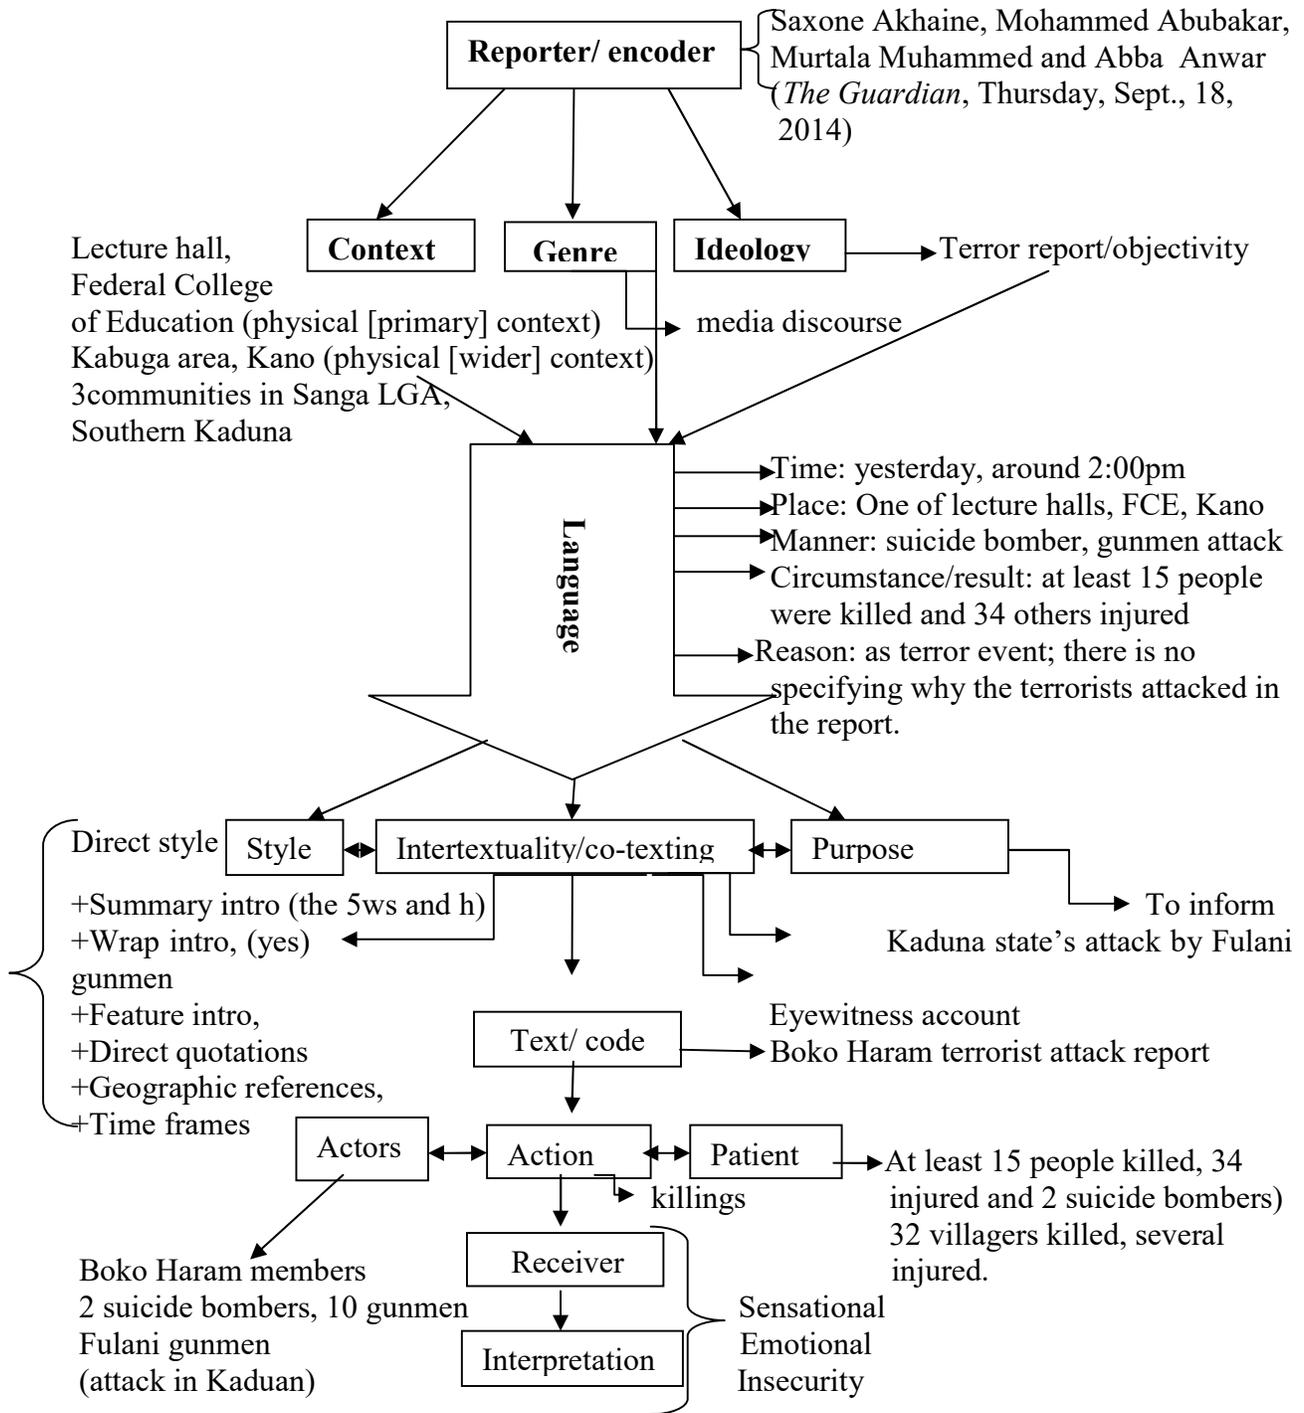 Reporter/ encoder
Saxone Akhaine, Mohammed Abubakar,
Murtala Muhammed and Abba Anwar
(The Guardian, Thursday, Sept., 18,
2014)
Context
Genre
Ideology
Terror report/objectivity
Lecture hall,
Federal College
of Education (physical [primary] context)
Kabuga area, Kano (physical [wider] context)
3communities in Sanga LGA,
Southern Kaduna
media discourse
Language
Time: yesterday, around 2:00pm
Place: One of lecture halls, FCE, Kano
Manner: suicide bomber, gunmen attack
Circumstance/result: at least 15 people
were killed and 34 others injured
Reason: as terror event; there is no
specifying why the terrorists attacked in
the report.
Direct style
Style
Intertextuality/co-texting
Purpose
+Summary intro (the 5ws and h)
+Wrap intro, (yes)
gunmen
+Feature intro,
+Direct quotations
+Geographic references,
+Time frames
To inform
Kaduna state's attack by Fulani
Eyewitness account
Text/ code
Boko Haram terrorist attack report
Actors
Action
Patient
killings
At least 15 people killed, 34
injured and 2 suicide bombers)
32 villagers killed, several
injured.
Boko Haram members
2 suicide bombers, 10 gunmen
Fulani gunmen
(attack in Kaduan)
Receiver
Interpretation
Sensational
Emotional
Insecurity